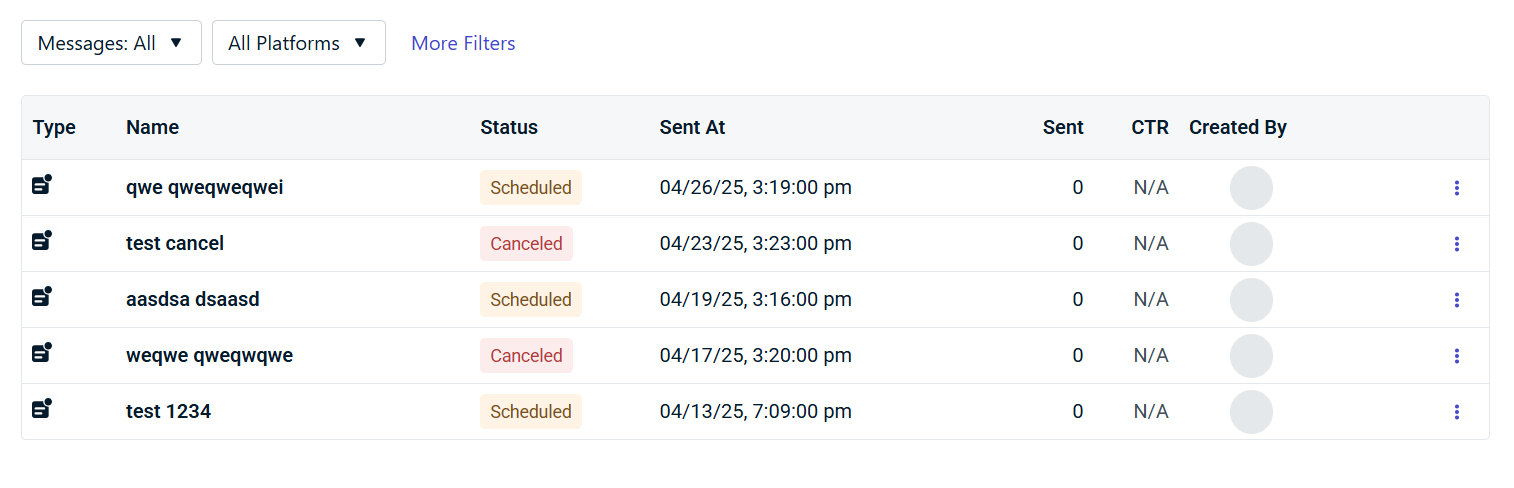 Messages: All All Platforms More Filters
Type Name Status Sent At Sent CTR Created By
qwe qweqweqwei Scheduled 04/26/25, 3:19:00 pm 0 N/A
test cancel Canceled 04/23/25, 3:23:00 pm 0 N/A
aasdsa dsaasd Scheduled 04/19/25, 3:16:00 pm 0 N/A
weqwe qweqwqwe Canceled 04/17/25, 3:20:00 pm 0 N/A
test 1234 Scheduled 04/13/25, 7:09:00 pm 0 N/A